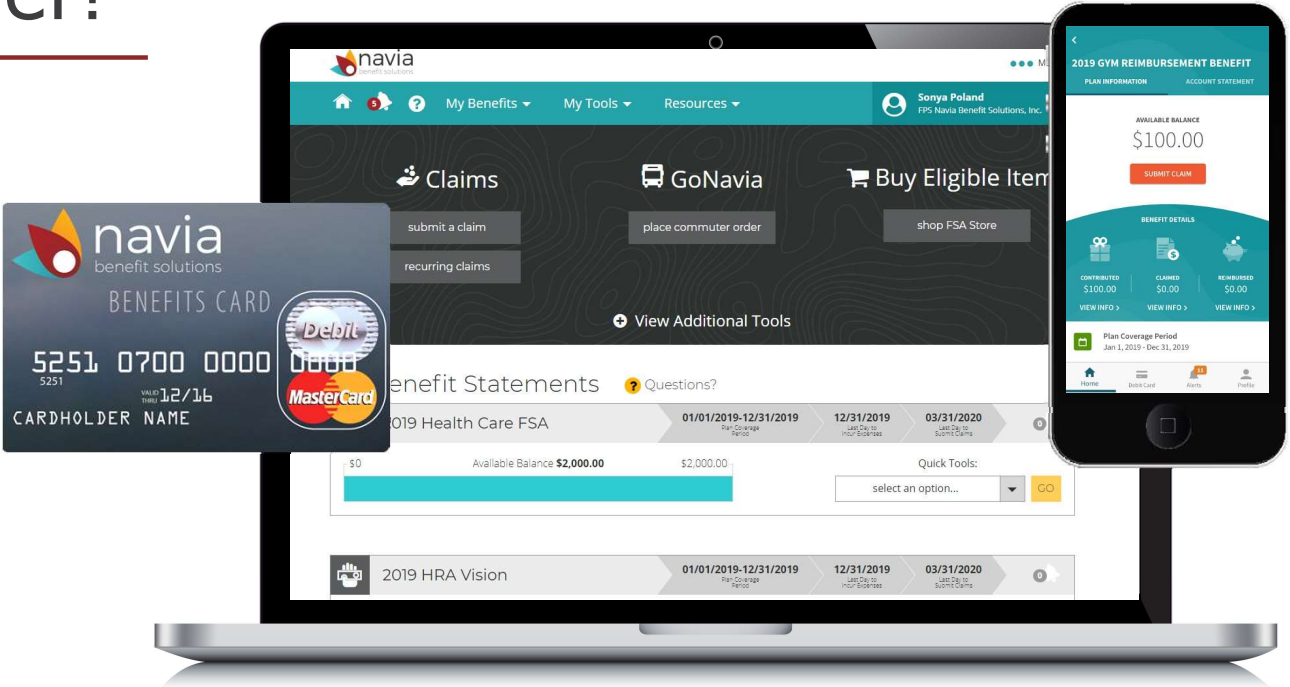 er?
navia
benefit solutions
5
?
My Benefits
My Tools
Resources
Sonya Poland
FPS Navia Benefit Solutions, Inc.
Claims
GoNavia
Buy Eligible Item
submit a claim
place commuter order
shop FSA Store
recurring claims
View Additional Tools
enefit Statements
? Questions?
2019 Health Care FSA
01/01/2019-12/31/2019
Plan Coverage
Period
12/31/2019
Last Day to
Incur Expenses
03/31/2020
Last Day to
Submit Claims
0
$0
Available Balance $2,000.00
$2,000.00
Quick Tools:
select an option...
GO
2019 HRA Vision
01/01/2019-12/31/2019
Plan Coverage
Period
12/31/2019
Last Day to
Incur Expenses
03/31/2020
Last Day to
Submit Claims
0
navia
benefit solutions
BENEFITS CARD
Debit
5251 0700 0000 0000
5251
VALID THRU 12/16
CARDHOLDER NAME
MasterCard
2019 GYM REIMBURSEMENT BENEFIT
PLAN INFORMATION
ACCOUNT STATEMENT
AVAILABLE BALANCE
$100.00
SUBMIT CLAIM
BENEFIT DETAILS
CONTRIBUTED
$100.00
VIEW INFO >
CLAIMED
$0.00
VIEW INFO >
REIMBURSED
$0.00
VIEW INFO >
Plan Coverage Period
Jan 1, 2019 - Dec 31, 2019
Home
Debit Card
Alerts
Profile